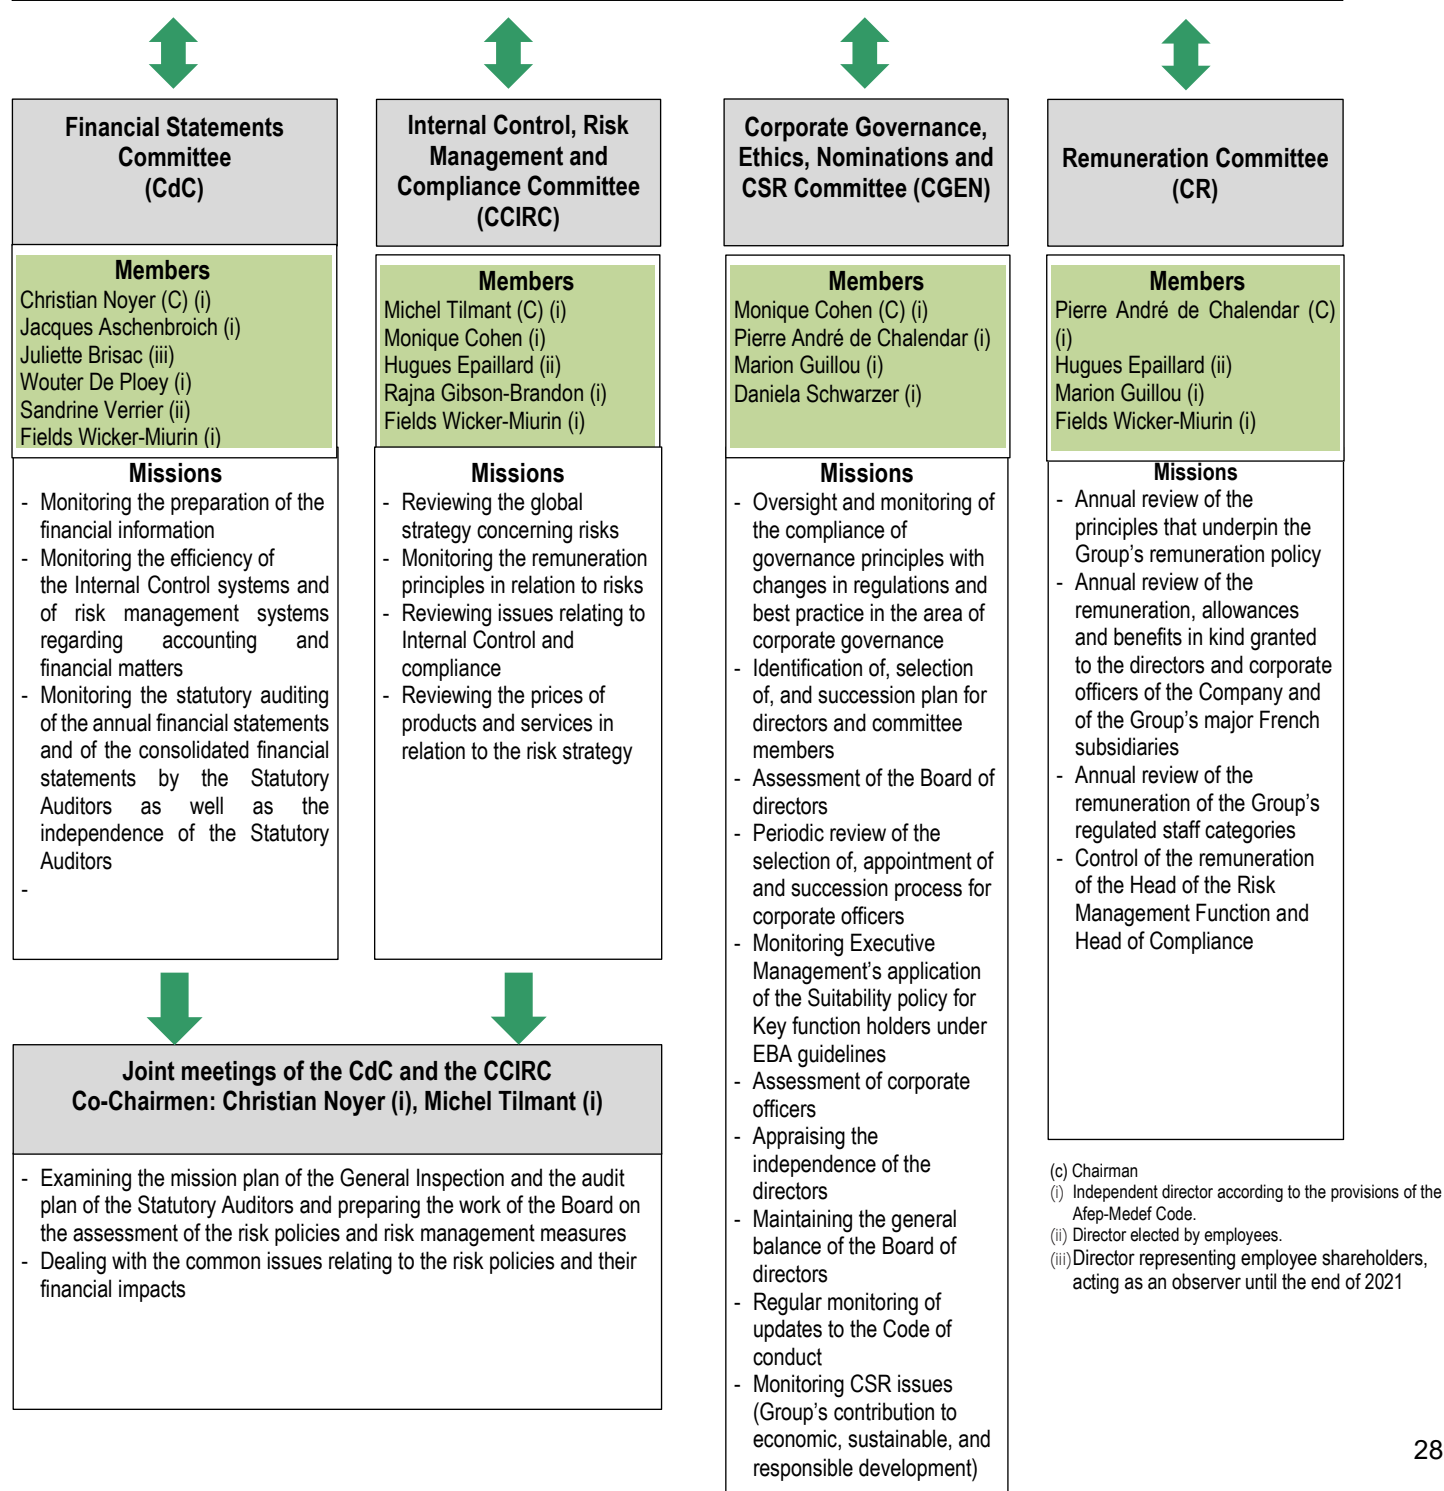 Financial Statements
Committee
(CdC)
Members
Christian Noyer (C) (i)
Jacques Aschenbroich (i)
Juliette Brisac (iii)
Wouter De Ploey (i)
Sandrine Verrier (ii)
Fields Wicker-Miurin (i)
Missions
- Monitoring the preparation of the
financial information
- Monitoring the efficiency of
the Internal Control systems and
of risk management systems
regarding accounting and
financial matters
- Monitoring the statutory auditing
of the annual financial statements
and of the consolidated financial
statements by the Statutory
Auditors as well as the
independence of the Statutory
Auditors
-
Internal Control, Risk
Management and
Compliance Committee
(CCIRC)
Members
Michel Tilmant (C) (i)
Monique Cohen (i)
Hugues Epaillard (ii)
Rajna Gibson-Brandon (i)
Fields Wicker-Miurin (i)
Missions
- Reviewing the global
strategy concerning risks
- Monitoring the remuneration
principles in relation to risks
- Reviewing issues relating to
Internal Control and
compliance
- Reviewing the prices of
products and services in
relation to the risk strategy
Joint meetings of the CdC and the CCIRC
Co-Chairmen: Christian Noyer (i), Michel Tilmant (i)
- Examining the mission plan of the General Inspection and the audit
plan of the Statutory Auditors and preparing the work of the Board on
the assessment of the risk policies and risk management measures
- Dealing with the common issues relating to the risk policies and their
financial impacts
Corporate Governance,
Ethics, Nominations and
CSR Committee (CGEN)
Members
Monique Cohen (C) (i)
Pierre André de Chalendar (i)
Marion Guillou (i)
Daniela Schwarzer (i)
Missions
- Oversight and monitoring of
the compliance of
governance principles with
changes in regulations and
best practice in the area of
corporate governance
- Identification of, selection
of, and succession plan for
directors and committee
members
- Assessment of the Board of
directors
- Periodic review of the
selection of, appointment of
and succession process for
corporate officers
- Monitoring Executive
Management's application
of the Suitability policy for
Key function holders under
EBA guidelines
- Assessment of corporate
officers
- Appraising the
independence of the
directors
- Maintaining the general
balance of the Board of
directors
- Regular monitoring of
updates to the Code of
conduct
- Monitoring CSR issues
(Group's contribution to
economic, sustainable, and
responsible development)
Remuneration Committee
(CR)
Members
Pierre André de Chalendar (C)
(i)
Hugues Epaillard (ii)
Marion Guillou (i)
Fields Wicker-Miurin (i)
Missions
- Annual review of the
principles that underpin the
Group's remuneration policy
- Annual review of the
remuneration, allowances
and benefits in kind granted
to the directors and corporate
officers of the Company and
of the Group's major French
subsidiaries
- Annual review of the
remuneration of the Group's
regulated staff categories
- Control of the remuneration
of the Head of the Risk
Management Function and
Head of Compliance
(c) Chairman
(i) Independent director according to the provisions of the
Afep-Medef Code.
(ii) Director elected by employees.
(iii) Director representing employee shareholders,
acting as an observer until the end of 2021
28